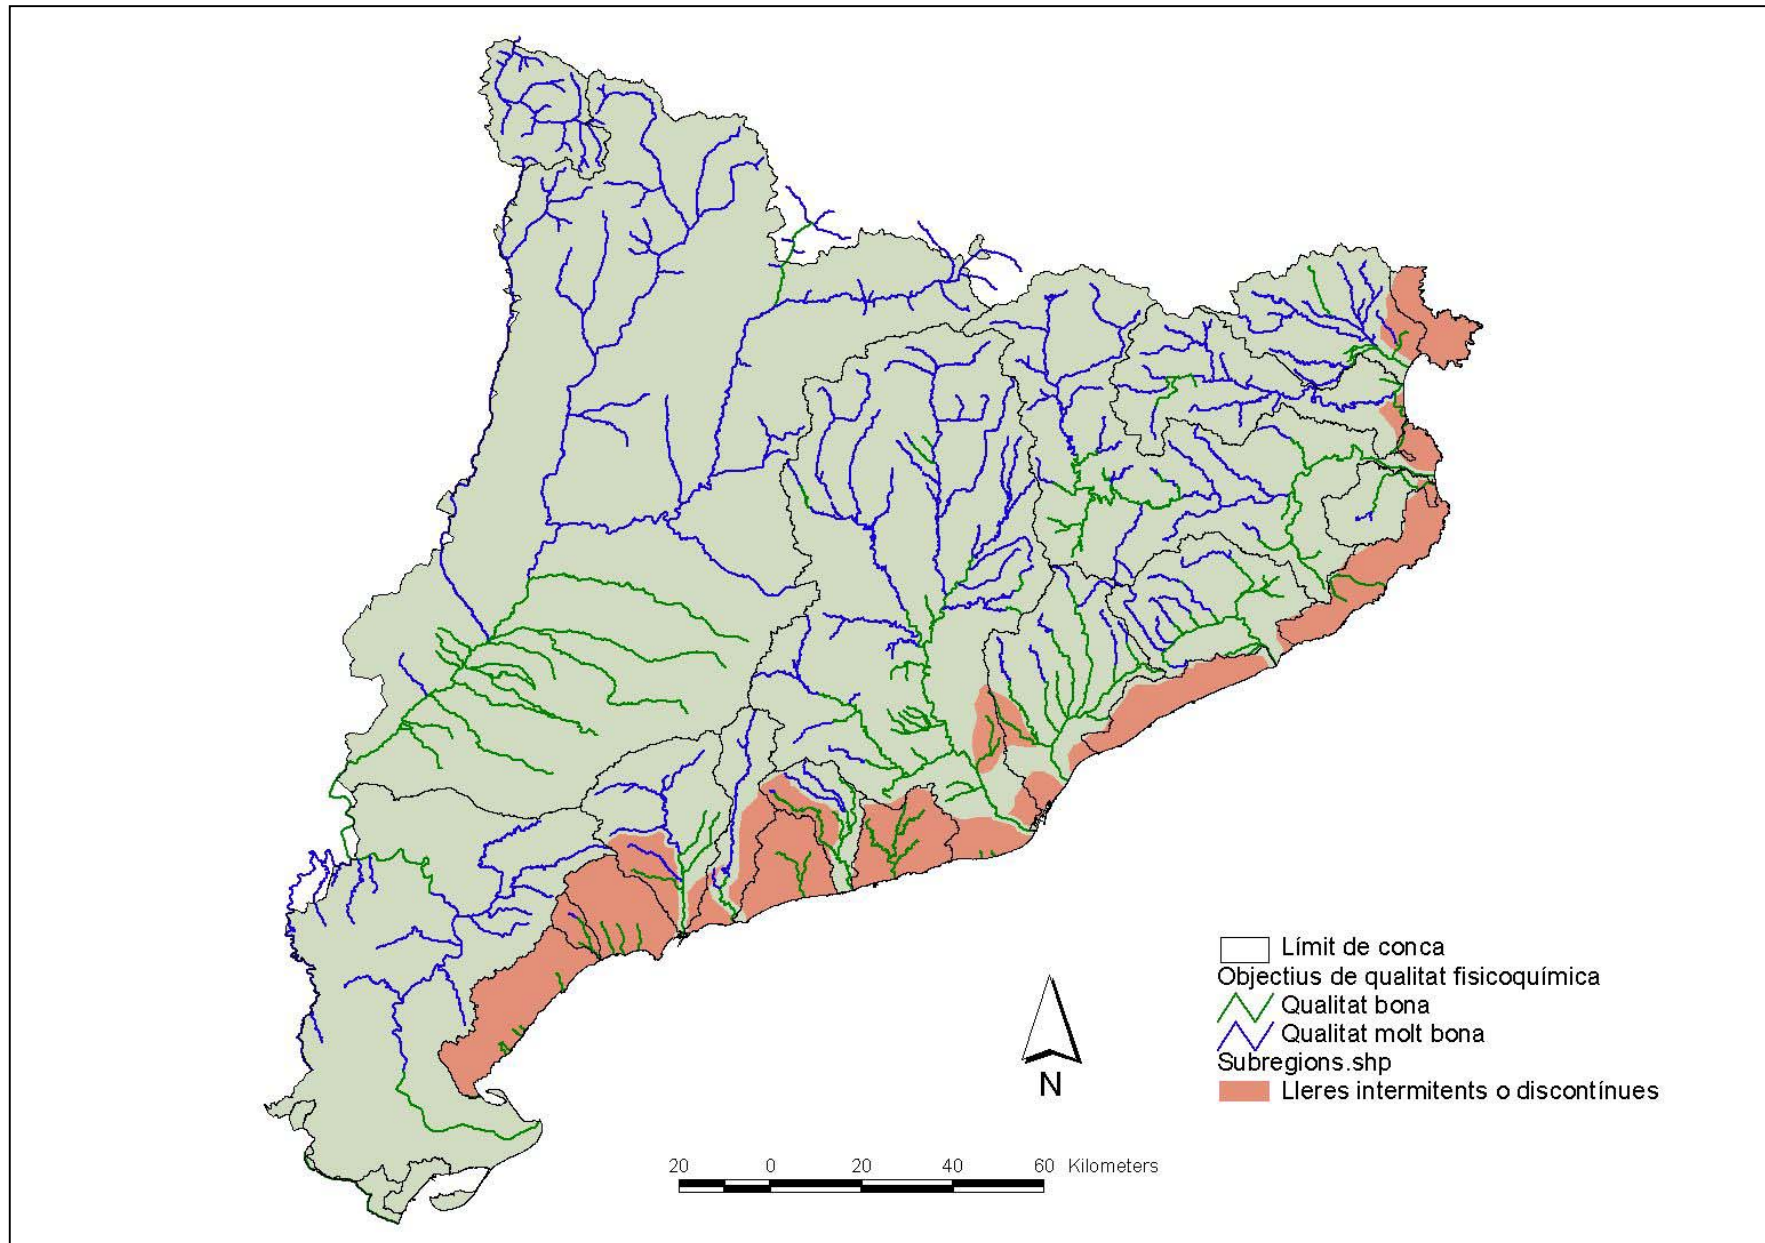 Límit de conca
Objectius de qualitat fisicoquímica
Qualitat bona
Qualitat molt bona
Subregions.shp
Lleres intermitents o discontínues
N
20 0 20 40 60 Kilometers